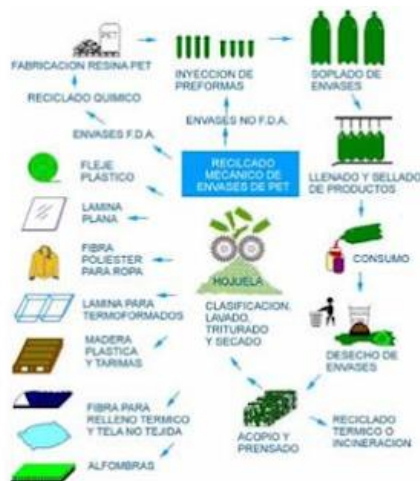 PET
FABRICACION RESINA PET
INYECCION DE
PREFORMAS
SOPLADO DE
ENVASES
RECICLADO QUIMICO
ENVASES F.D.A.
ENVASES NO F.D.A.
RECILCADO
MECANICO DE
ENVASES DE PET
LLENADO Y SELLADO
DE PRODUCTOS
FLEJE
PLASTICO
LAMINA
PLANA
FIBRA
POLIESTER
PARA ROPA
HOJUELA
CONSUMO
LAMINA PARA
TERMOFORMADOS
CLASIFICACION,
LAVADO,
TRITURADO
Y SECADO
MADERA
PLASTICA
Y TARIMAS
DESECHO DE
ENVASES
FIBRA PARA
RELLENO TERMICO
Y TELA NO TEJIDA
ACOPIO Y
PRENSADO
RECICLADO
TERMICO O
INCINERACION
ALFOMBRAS